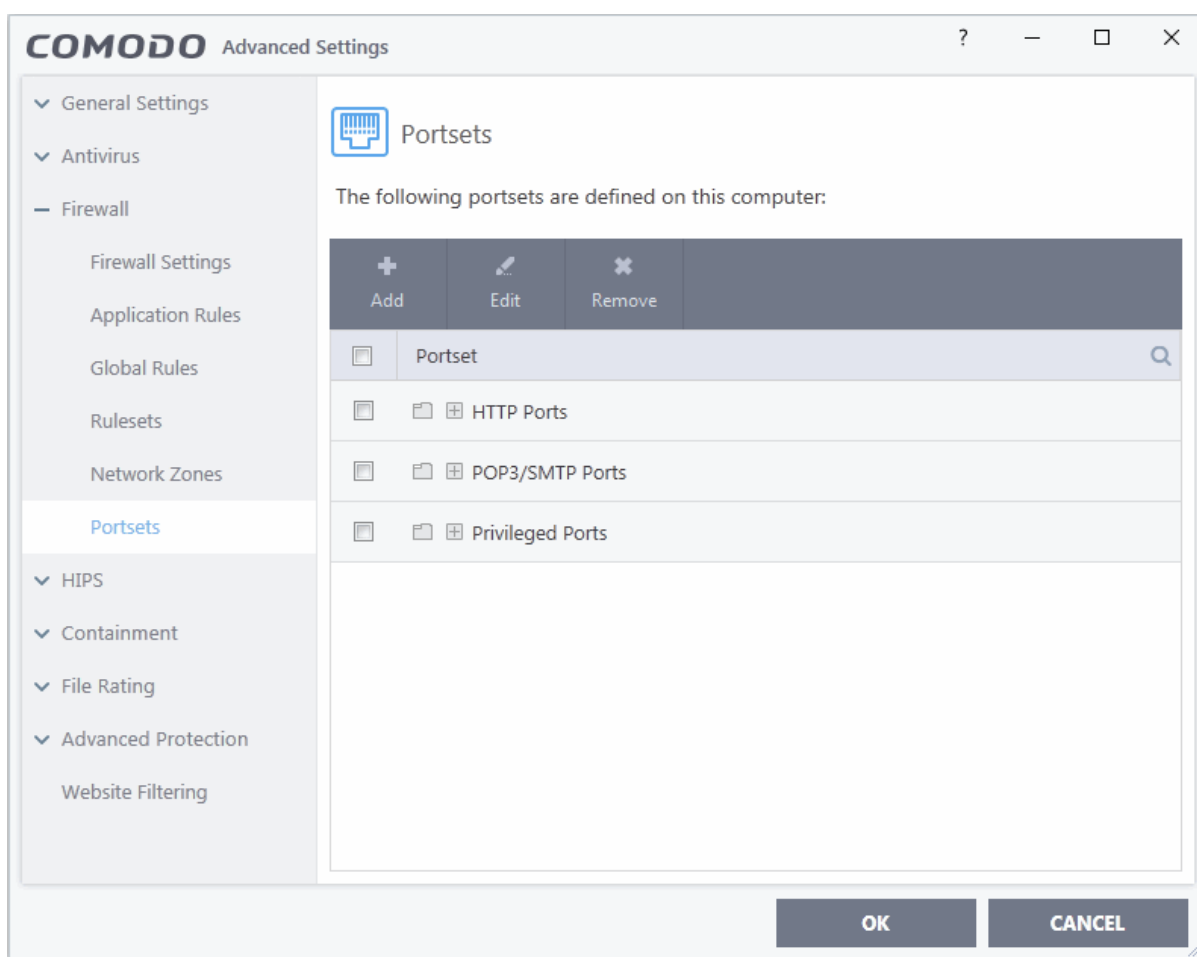 COMODO Advanced Settings
?
General Settings
Antivirus
Firewall
Firewall Settings
Application Rules
Global Rules
Rulesets
Network Zones
Portsets
HIPS
Containment
File Rating
Advanced Protection
Website Filtering
Portsets
The following portsets are defined on this computer:
Add Edit Remove
Portset
HTTP Ports
POP3/SMTP Ports
Privileged Ports
OK CANCEL